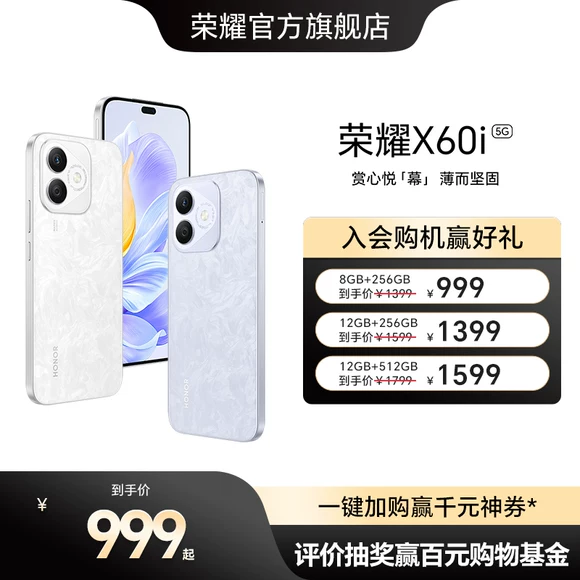 荣耀官方旗舰店
荣耀X60i 5G
赏心悦「幕」 薄而坚固
入会购机赢好礼
8GB+256GB
到手价¥1399 ¥999
12GB+256GB
到手价¥1599 ¥1399
12GB+512GB
到手价¥1799 ¥1599
HONOR
HONOR
到手价
¥999起
一键加购赢千元神券*
评价抽奖赢百元购物基金